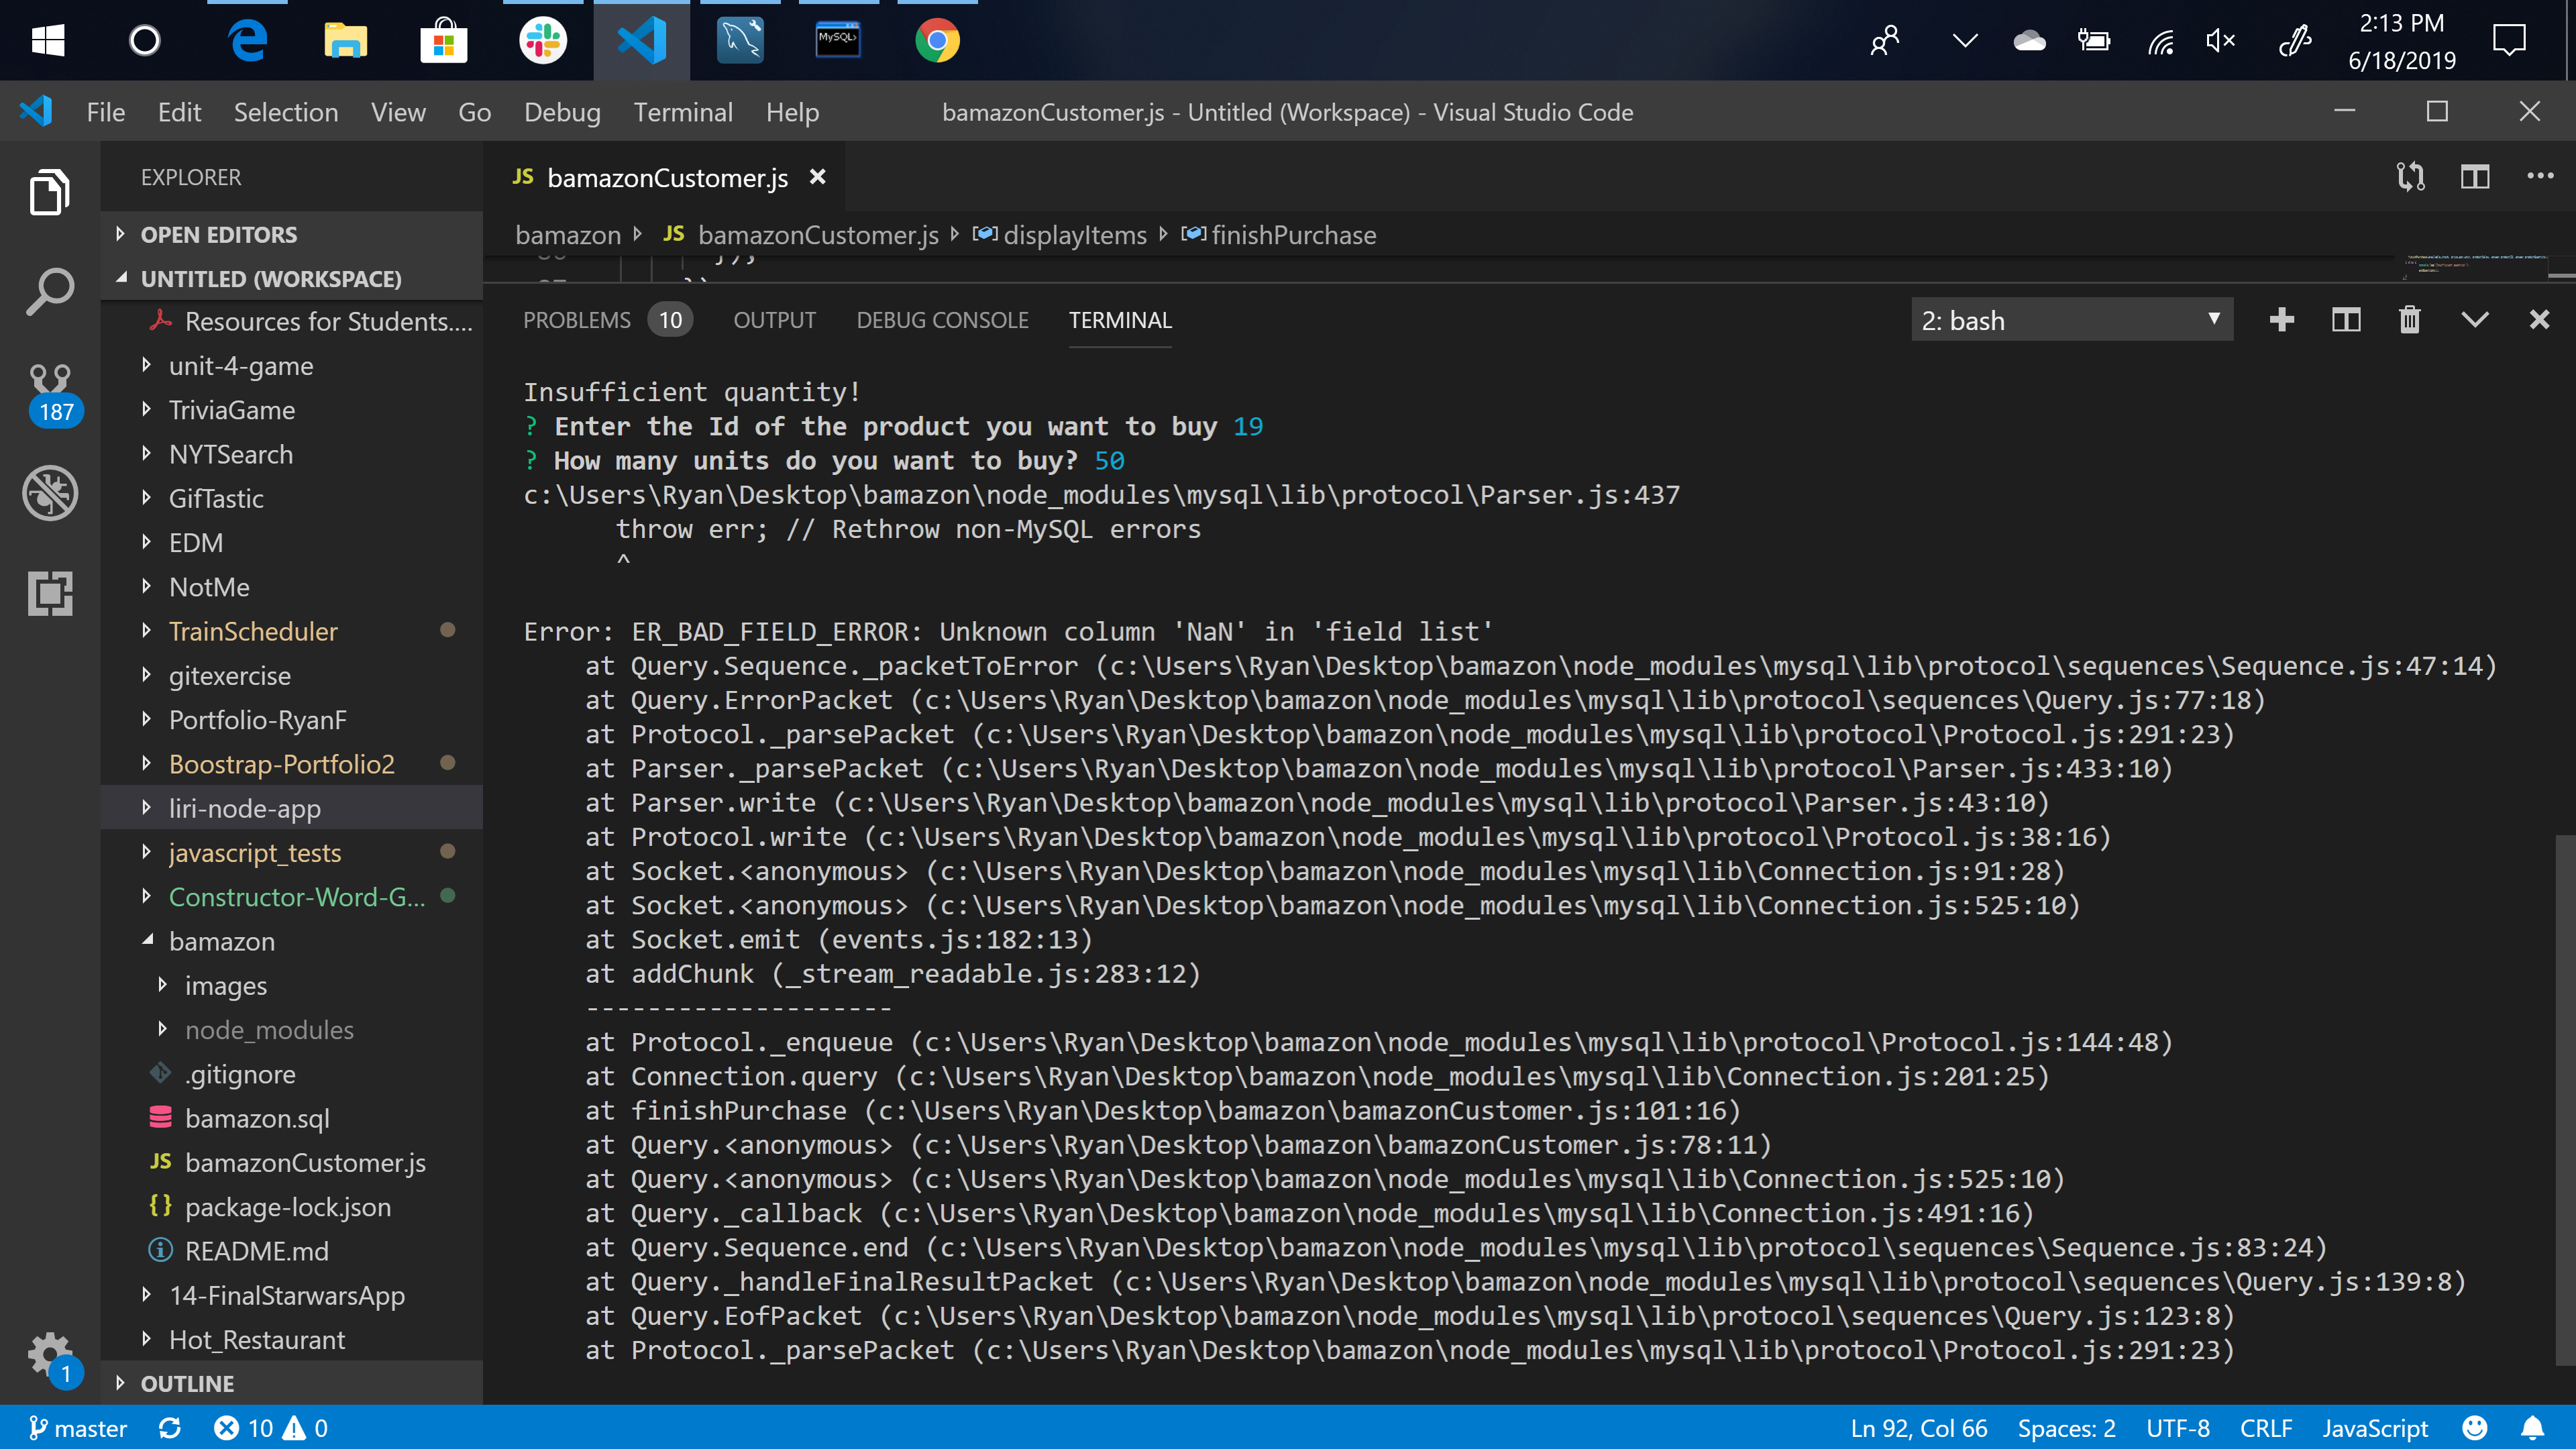 MySQL>
2:13 PM
6/18/2019
File Edit Selection View Go Debug Terminal Help bamazonCustomer.js - Untitled (Workspace) - Visual Studio Code
EXPLORER
OPEN EDITORS
UNTITLED (WORKSPACE)
Resources for Students....
unit-4-game
TriviaGame
NYTSearch
GifTastic
EDM
NotMe
TrainScheduler
gitexercise
Portfolio-RyanF
Boostrap-Portfolio2
liri-node-app
javascript_tests
Constructor-Word-G...
bamazon
images
node_modules
.gitignore
bamazon.sql
JS bamazonCustomer.js
{} package-lock.json
README.md
14-FinalStarwarsApp
Hot_Restaurant
OUTLINE
187
1
JS bamazonCustomer.js
bamazon JS bamazonCustomer.js displayItems finishPurchase
PROBLEMS 10 OUTPUT DEBUG CONSOLE TERMINAL 2: bash
Insufficient quantity!
? Enter the Id of the product you want to buy 19
? How many units do you want to buy? 50
c:\Users\Ryan\Desktop\bamazon\node_modules\mysql\lib\protocol\Parser.js:437
throw err; // Rethrow non-MySQL errors
^
Error: ER_BAD_FIELD_ERROR: Unknown column 'NaN' in 'field list'
at Query.Sequence._packetToError (c:\Users\Ryan\Desktop\bamazon\node_modules\mysql\lib\protocol\sequences\Sequence.js:47:14)
at Query.ErrorPacket (c:\Users\Ryan\Desktop\bamazon\node_modules\mysql\lib\protocol\sequences\Query.js:77:18)
at Protocol._parsePacket (c:\Users\Ryan\Desktop\bamazon\node_modules\mysql\lib\protocol\Protocol.js:291:23)
at Parser._parsePacket (c:\Users\Ryan\Desktop\bamazon\node_modules\mysql\lib\protocol\Parser.js:433:10)
at Parser.write (c:\Users\Ryan\Desktop\bamazon\node_modules\mysql\lib\protocol\Parser.js:43:10)
at Protocol.write (c:\Users\Ryan\Desktop\bamazon\node_modules\mysql\lib\protocol\Protocol.js:38:16)
at Socket.<anonymous> (c:\Users\Ryan\Desktop\bamazon\node_modules\mysql\lib\Connection.js:91:28)
at Socket.<anonymous> (c:\Users\Ryan\Desktop\bamazon\node_modules\mysql\lib\Connection.js:525:10)
at Socket.emit (events.js:182:13)
at addChunk (_stream_readable.js:283:12)
--------------------
at Protocol._enqueue (c:\Users\Ryan\Desktop\bamazon\node_modules\mysql\lib\protocol\Protocol.js:144:48)
at Connection.query (c:\Users\Ryan\Desktop\bamazon\node_modules\mysql\lib\Connection.js:201:25)
at finishPurchase (c:\Users\Ryan\Desktop\bamazon\bamazonCustomer.js:101:16)
at Query.<anonymous> (c:\Users\Ryan\Desktop\bamazon\bamazonCustomer.js:78:11)
at Query.<anonymous> (c:\Users\Ryan\Desktop\bamazon\node_modules\mysql\lib\Connection.js:525:10)
at Query._callback (c:\Users\Ryan\Desktop\bamazon\node_modules\mysql\lib\Connection.js:491:16)
at Query.Sequence.end (c:\Users\Ryan\Desktop\bamazon\node_modules\mysql\lib\protocol\sequences\Sequence.js:83:24)
at Query._handleFinalResultPacket (c:\Users\Ryan\Desktop\bamazon\node_modules\mysql\lib\protocol\sequences\Query.js:139:8)
at Query.EofPacket (c:\Users\Ryan\Desktop\bamazon\node_modules\mysql\lib\protocol\sequences\Query.js:123:8)
at Protocol._parsePacket (c:\Users\Ryan\Desktop\bamazon\node_modules\mysql\lib\protocol\Protocol.js:291:23)
master 10 0 Ln 92, Col 66 Spaces: 2 UTF-8 CRLF JavaScript